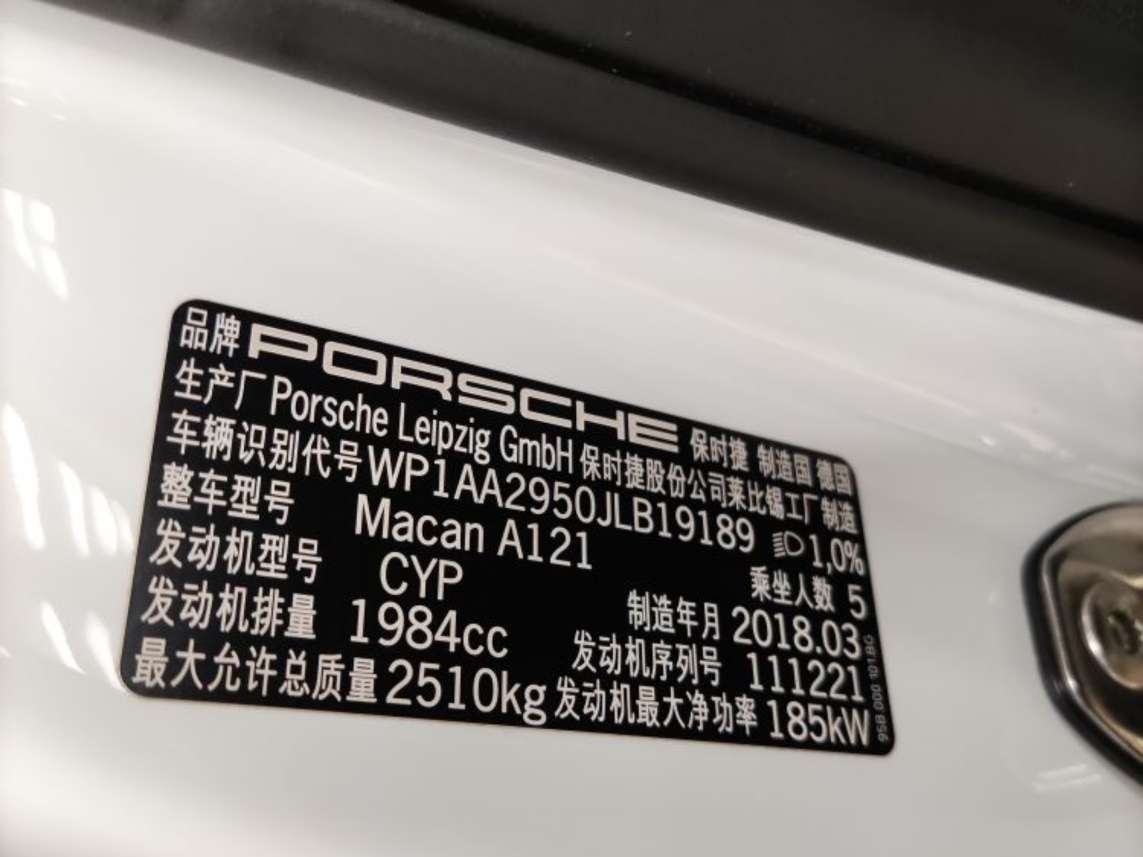 品牌 PORSCHE 保时捷 制造国 德国
生产厂 Porsche Leipzig GmbH 保时捷股份公司莱比锡工厂制造
车辆识别代号 WP1AA2950JLB19189 1,0%
整车型号 Macan A121 乘坐人数 5
发动机型号 CYP 制造年月 2018.03
发动机排量 1984cc 发动机序列号 111221
最大允许总质量 2510kg 发动机最大净功率 185kW
95B.000 101.BG